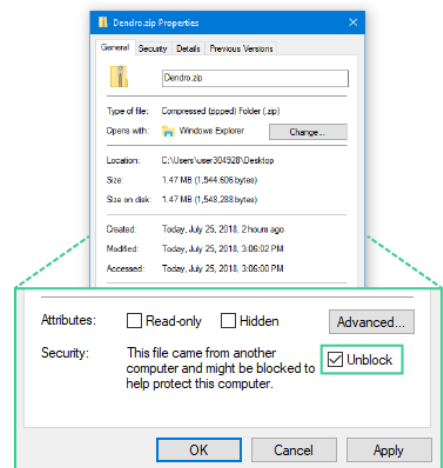 Dendro.zip Properties
General Security Details Previous Versions
Dendro.zip
Type of file: Compressed (zipped) Folder (.zip)
Opens with: Windows Explorer Change...
Location: C:\Users\user304928\Desktop
Size: 1.47 MB (1,544,606 bytes)
Size on disk: 1.47 MB (1,548,288 bytes)
Created: Today, July 25, 2018, 2 hours ago
Modified: Today, July 25, 2018, 3:06:02 PM
Accessed: Today, July 25, 2018, 3:06:00 PM
Attributes: Read-only Hidden Advanced...
Security: This file came from another Unblock
computer and might be blocked to
help protect this computer.
OK Cancel Apply